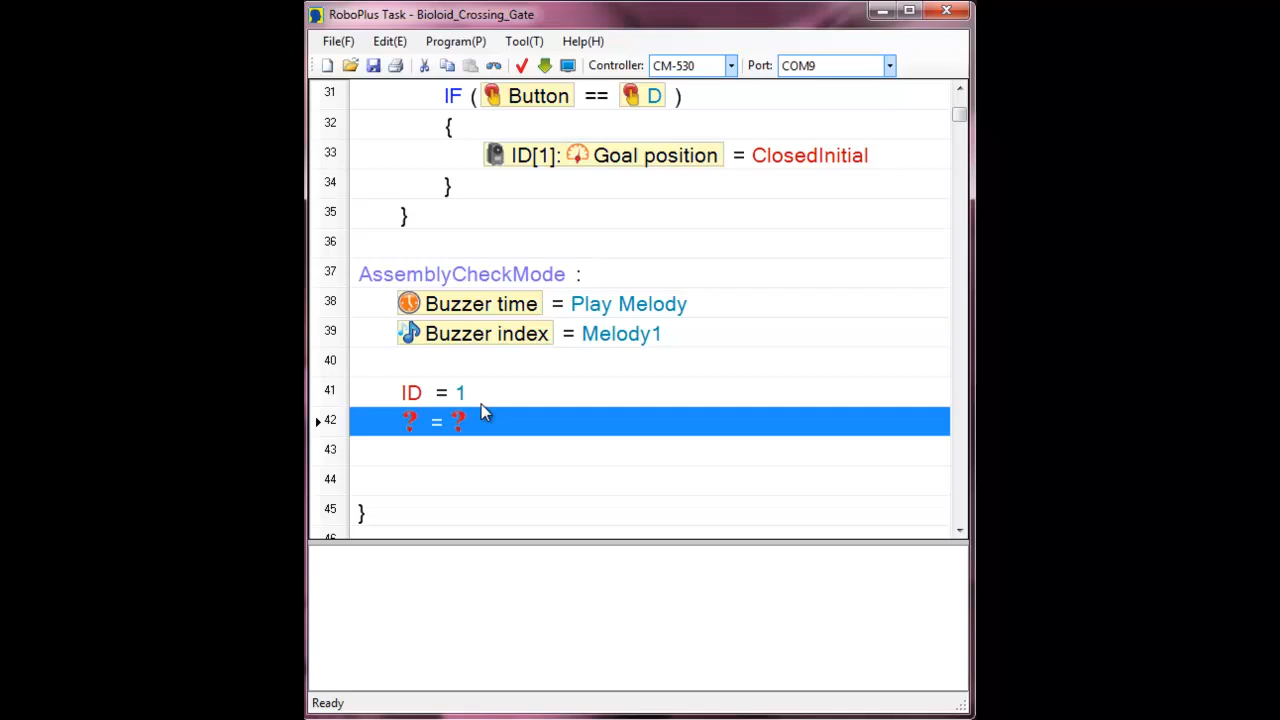 RoboPlus Task - Bioloid_Crossing_Gate
File(F) Edit(E) Program(P) Tool(T) Help(H)
Controller: CM-530 Port: COM9
31 IF ( Button == D )
32 {
33 ID[1]: Goal position = ClosedInitial
34 }
35 }
36
37 AssemblyCheckMode :
38 Buzzer time = Play Melody
39 Buzzer index = Melody1
40
41 ID = 1
42 ? = ?
43
44
45 }
46
Ready